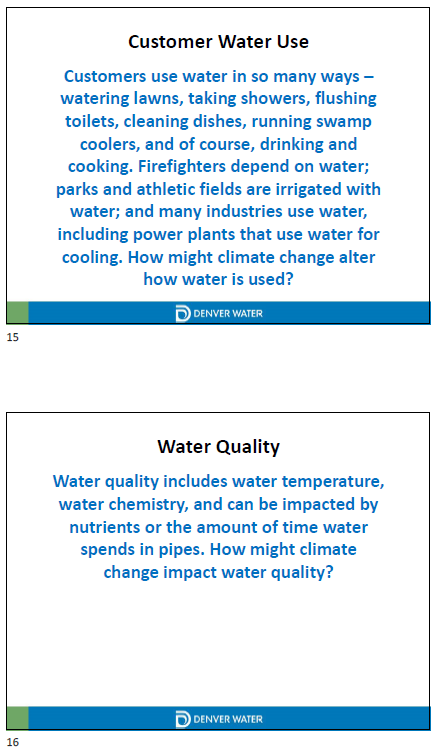 Customer Water Use
Customers use water in so many ways –
watering lawns, taking showers, flushing
toilets, cleaning dishes, running swamp
coolers, and of course, drinking and
cooking. Firefighters depend on water;
parks and athletic fields are irrigated with
water; and many industries use water,
including power plants that use water for
cooling. How might climate change alter
how water is used?
DENVER WATER
15
Water Quality
Water quality includes water temperature,
water chemistry, and can be impacted by
nutrients or the amount of time water
spends in pipes. How might climate
change impact water quality?
DENVER WATER
16